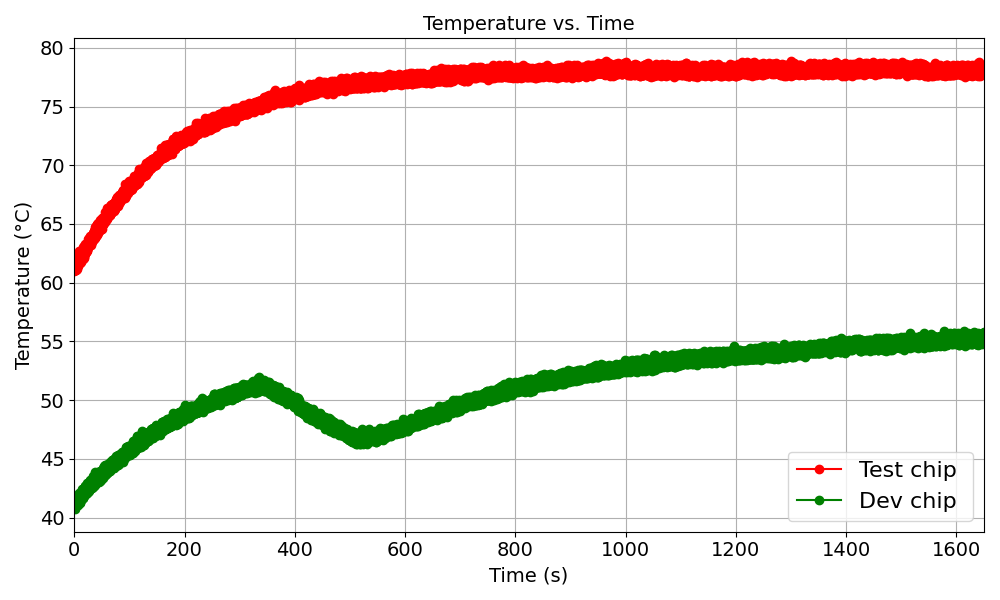 Temperature vs. Time
80
75
70
65
60
55
50
45
40
Temperature (°C)
0 200 400 600 800 1000 1200 1400 1600
Time (s)
Test chip
Dev chip